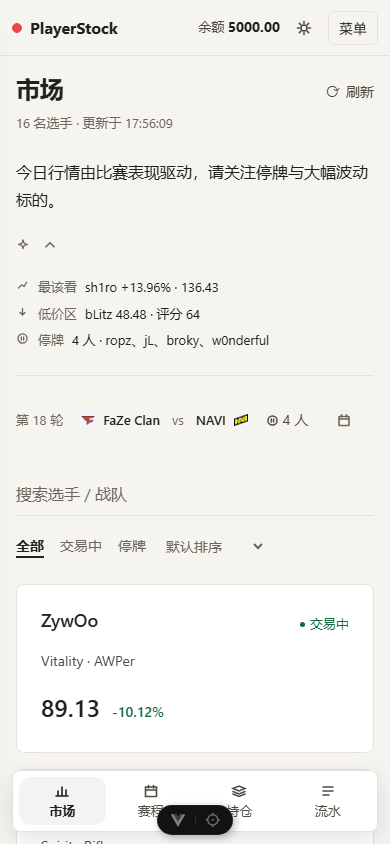 PlayerStock
余额 5000.00
菜单
市场
刷新
16 名选手 · 更新于 17:56:09
今日行情由比赛表现驱动，请关注停牌与大幅波动
标的。
最该看 sh1ro +13.96% · 136.43
低价区 bLitz 48.48 · 评分 64
停牌 4 人 · ropz、jL、broky、w0nderful
第 18 轮 FaZe Clan vs NAVI 4 人
搜索选手 / 战队
全部 交易中 停牌 默认排序
ZywOo
交易中
Vitality · AWPer
89.13 -10.12%
市场 赛程 持仓 流水